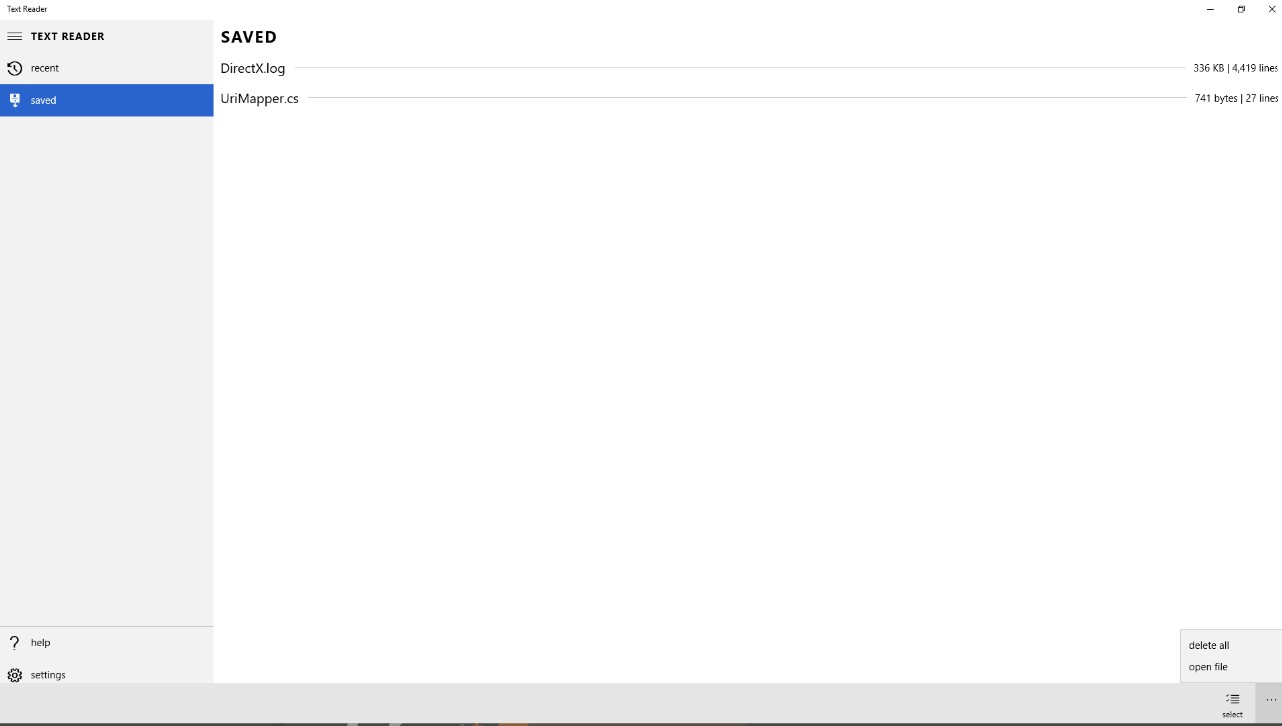 Text Reader
TEXT READER
recent
saved
help
settings
SAVED
DirectX.log 336 KB | 4,419 lines
UriMapper.cs 741 bytes | 27 lines
delete all
open file
select